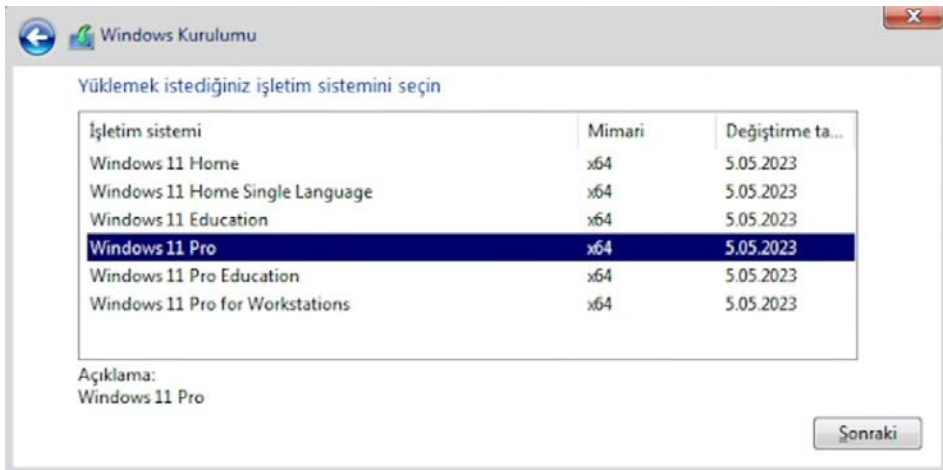 Windows Kurulumu
Yüklemek istediğiniz işletim sistemini seçin
İşletim sistemi Mimari Değiştirme ta...
Windows 11 Home x64 5.05.2023
Windows 11 Home Single Language x64 5.05.2023
Windows 11 Education x64 5.05.2023
Windows 11 Pro x64 5.05.2023
Windows 11 Pro Education x64 5.05.2023
Windows 11 Pro for Workstations x64 5.05.2023
Açıklama:
Windows 11 Pro
Sonraki